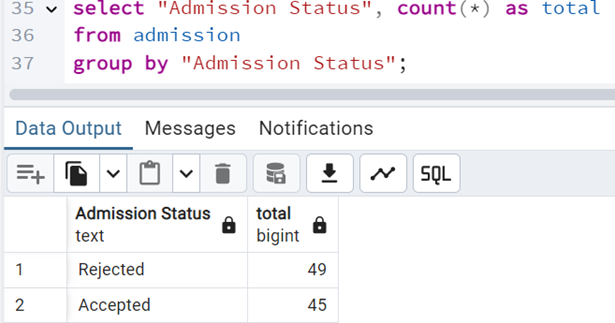 35 select "Admission Status", count(*) as total
36 from admission
37 group by "Admission Status";
Data Output Messages Notifications
SQL
Admission Status total
text bigint
1 Rejected 49
2 Accepted 45